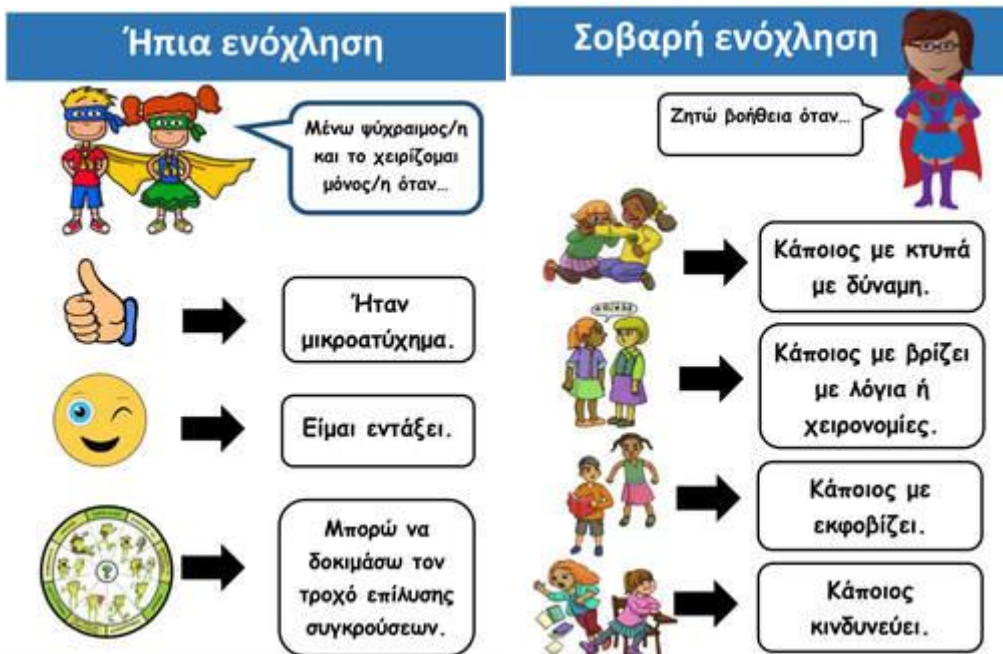 Ήπια ενόχληση
Μένω ψύχραιμος/η
και το χειρίζομαι
μόνος/η όταν…
Ήταν
μικροατύχημα.
Είμαι εντάξει.
Μπορώ να
δοκιμάσω τον
τροχό επίλυσης
συγκρούσεων.
Σοβαρή ενόχληση
Ζητώ βοήθεια όταν…
Κάποιος με κτυπά
με δύναμη.
Κάποιος με βρίζει
με λόγια ή
χειρονομίες.
Κάποιος με
εκφοβίζει.
Κάποιος
κινδυνεύει.